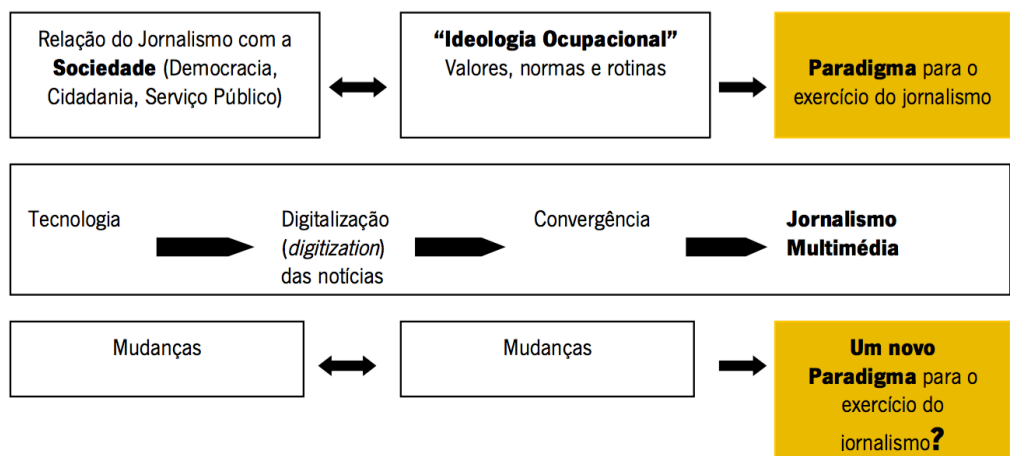 Relação do Jornalismo com a
Sociedade (Democracia,
Cidadania, Serviço Público)
“Ideologia Ocupacional”
Valores, normas e rotinas
Paradigma para o
exercício do jornalismo
Tecnologia
Digitalização
(digitization)
das notícias
Convergência
Jornalismo
Multimédia
Mudanças
Mudanças
Um novo
Paradigma para o
exercício do
jornalismo?